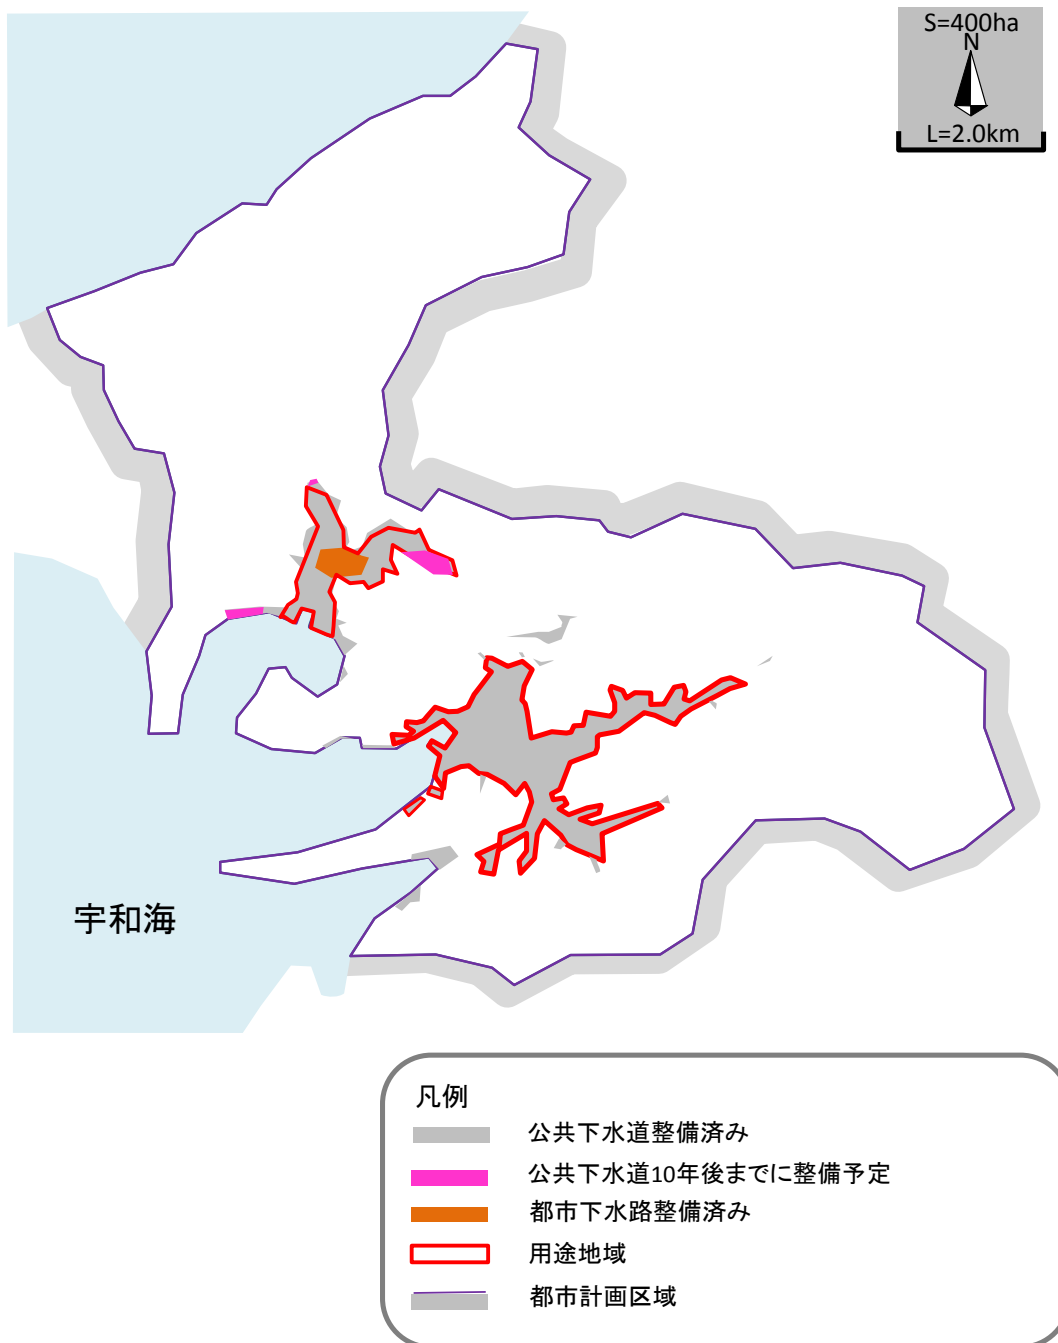 S=400ha
N
L=2.0km
宇和海
凡例
公共下水道整備済み
公共下水道10年後までに整備予定
都市下水路整備済み
用途地域
都市計画区域